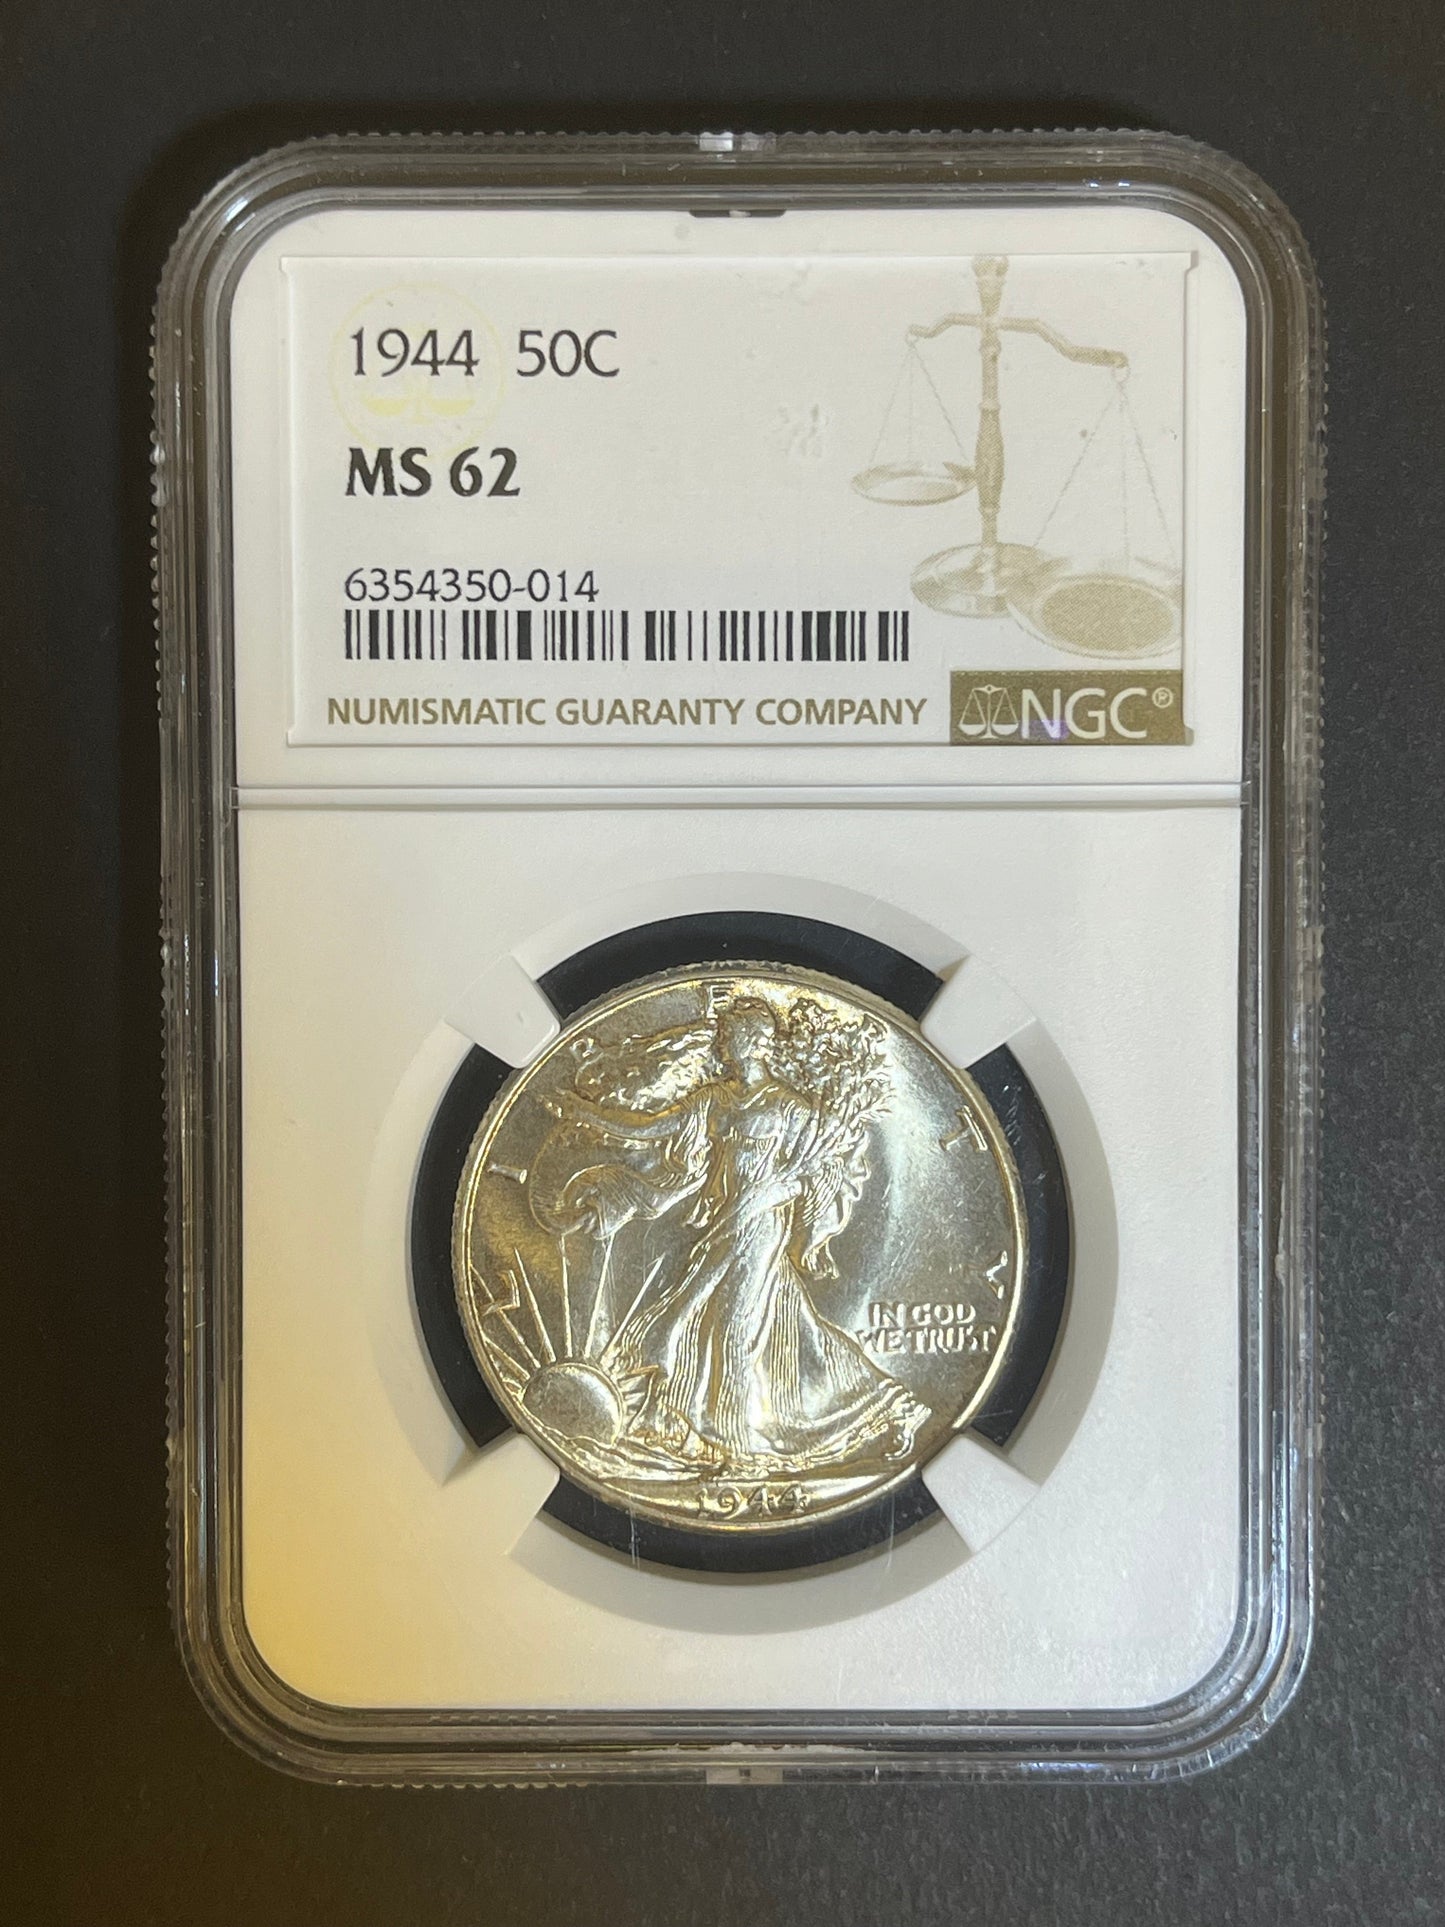 1944 50C
MS 62
6354350-014
NUMISMATIC GUARANTY COMPANY
NGC®
LIBERTY
IN GOD
WE TRUST
1944